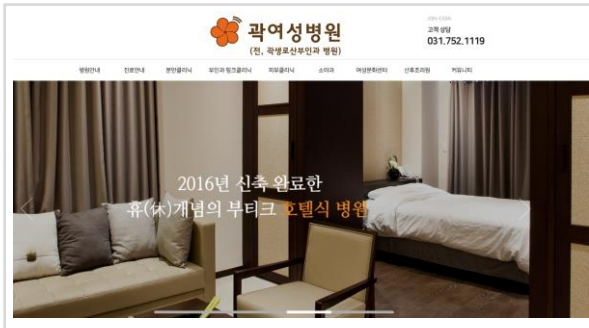 곽여성병원
(전, 곽생로산부인과 병원)
고객 상담
031.752.1119
병원안내 진료안내 분만클리닉 부인과 핑크클리닉 피부클리닉 소아과 여성문화센터 산후조리원 커뮤니티
2016년 신축 완료한
휴(休)개념의 부티크 호텔식 병원